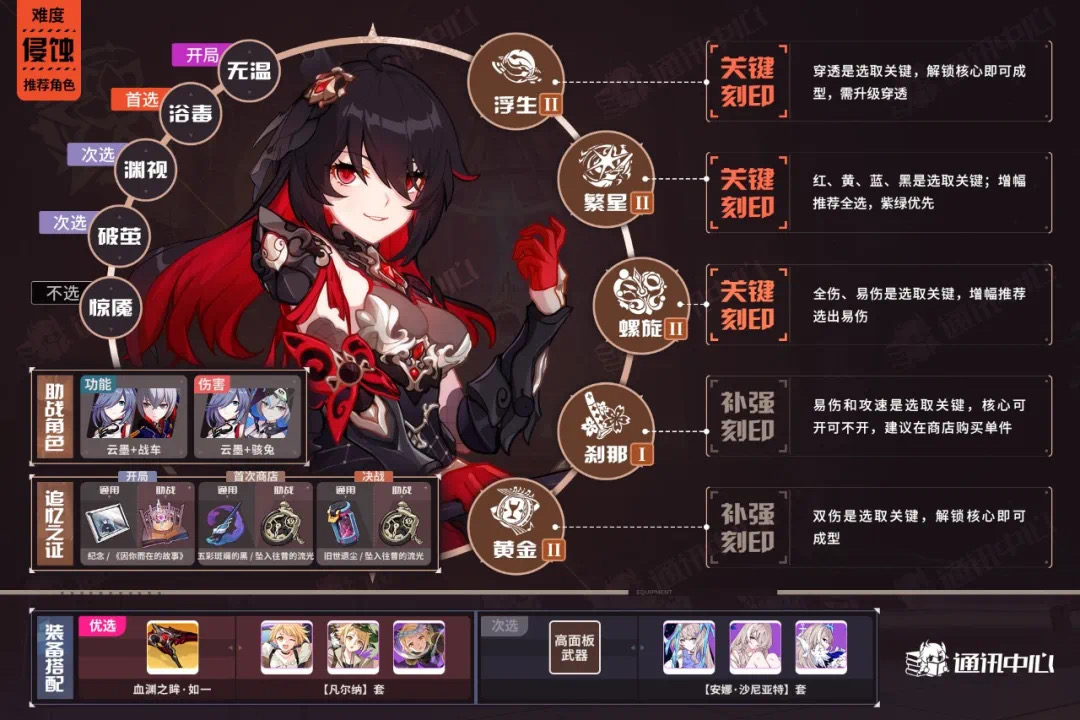 难度
侵蚀
推荐角色
开局
无温
首选
浴毒
次选
渊视
次选
破茧
不选
惊魇
浮生 II
关键
刻印
穿透是选取关键，解锁核心即可成
型，需升级穿透
繁星 II
关键
刻印
红、黄、蓝、黑是选取关键；增幅
推荐全选，紫绿优先
螺旋 II
关键
刻印
全伤、易伤是选取关键，增幅推荐
选出易伤
刹那 I
补强
刻印
易伤和攻速是选取关键，核心可
开可不开，建议在商店购买单件
黄金 II
补强
刻印
双伤是选取关键，解锁核心即可
成型
助战角色
功能
云墨+战车
伤害
云墨+骇兔
追忆之证
开局
通用 助战
纪念 / 《因你而在的故事》
首次商店
通用 助战
五彩斑斓的黑 / 坠入往昔的流光
决战
通用 助战
旧世遗尘 / 坠入往昔的流光
EQUIPMENT
装备搭配
优选
血渊之眸·如一
【凡尔纳】套
次选
高面板
武器
【安娜·沙尼亚特】套
通讯中心